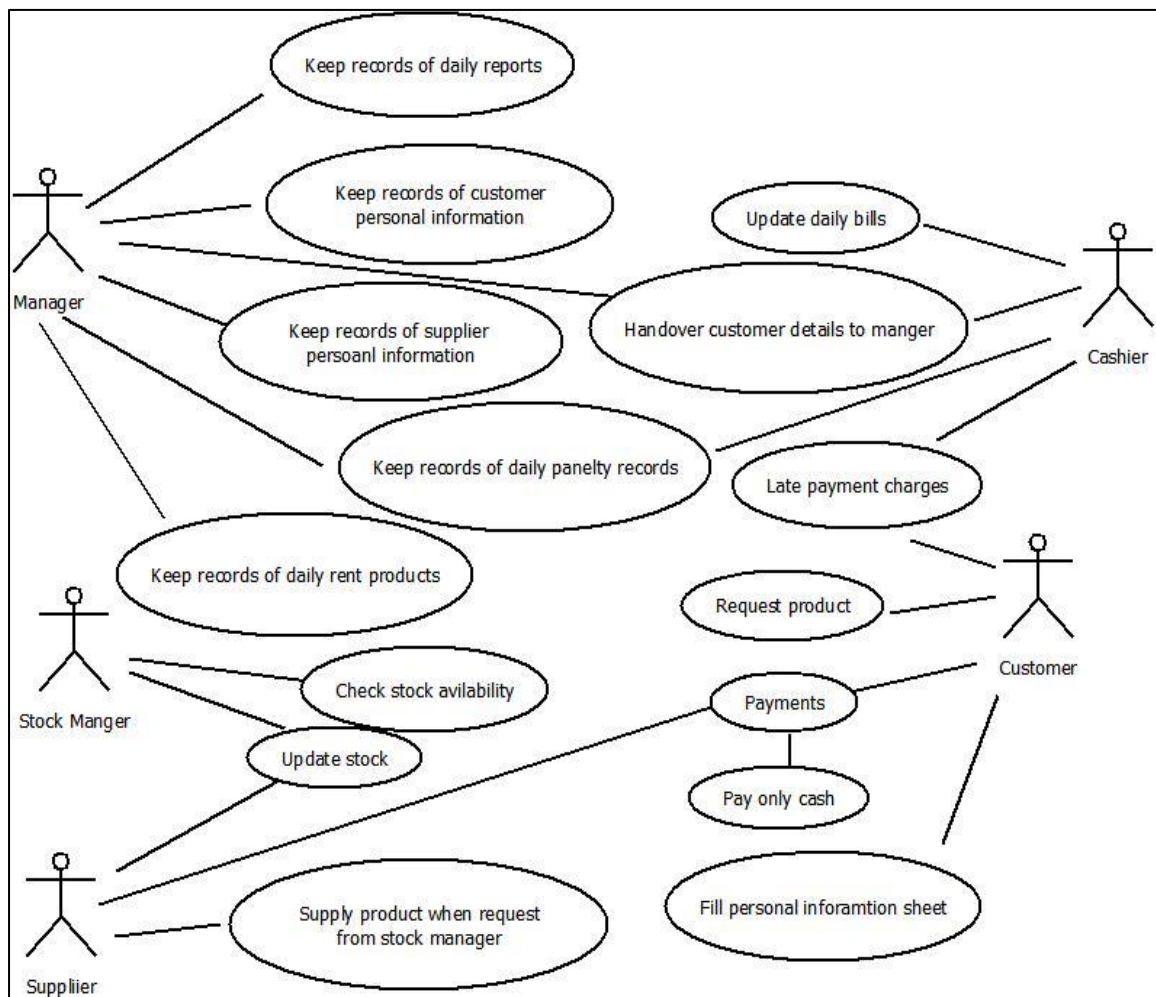 Keep records of daily reports
Keep records of customer
personal information
Update daily bills
Manager
Keep records of supplier
persoanl information
Handover customer details to manger
Cashier
Keep records of daily panelty records
Late payment charges
Keep records of daily rent products
Request product
Customer
Check stock avilability
Payments
Stock Manger
Update stock
Pay only cash
Supply product when request
from stock manager
Fill personal inforamtion sheet
Suppliier